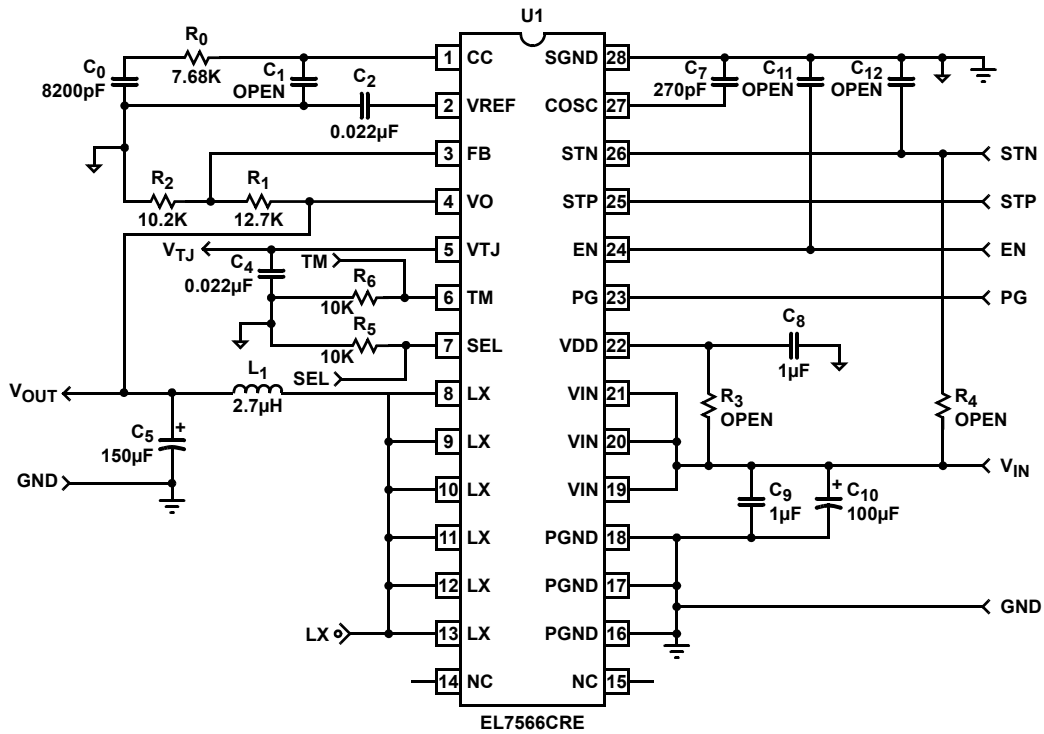 U1
R0
7.68K
C0
8200pF
C1
OPEN
C2
0.022µF
R2
10.2K
R1
12.7K
VTJ
C4
0.022µF
TM
R6
10K
R5
10K
SEL
L1
2.7µH
VOUT
C5
+
150µF
GND
LX
1 CC
2 VREF
3 FB
4 VO
5 VTJ
6 TM
7 SEL
8 LX
9 LX
10 LX
11 LX
12 LX
13 LX
14 NC
SGND 28
COSC 27
STN 26
STP 25
EN 24
PG 23
VDD 22
VIN 21
VIN 20
VIN 19
PGND 18
PGND 17
PGND 16
NC 15
C7
270pF
C11
OPEN
C12
OPEN
STN
STP
EN
PG
C8
1µF
R3
OPEN
R4
OPEN
VIN
C9
1µF
+
C10
100µF
GND
EL7566CRE